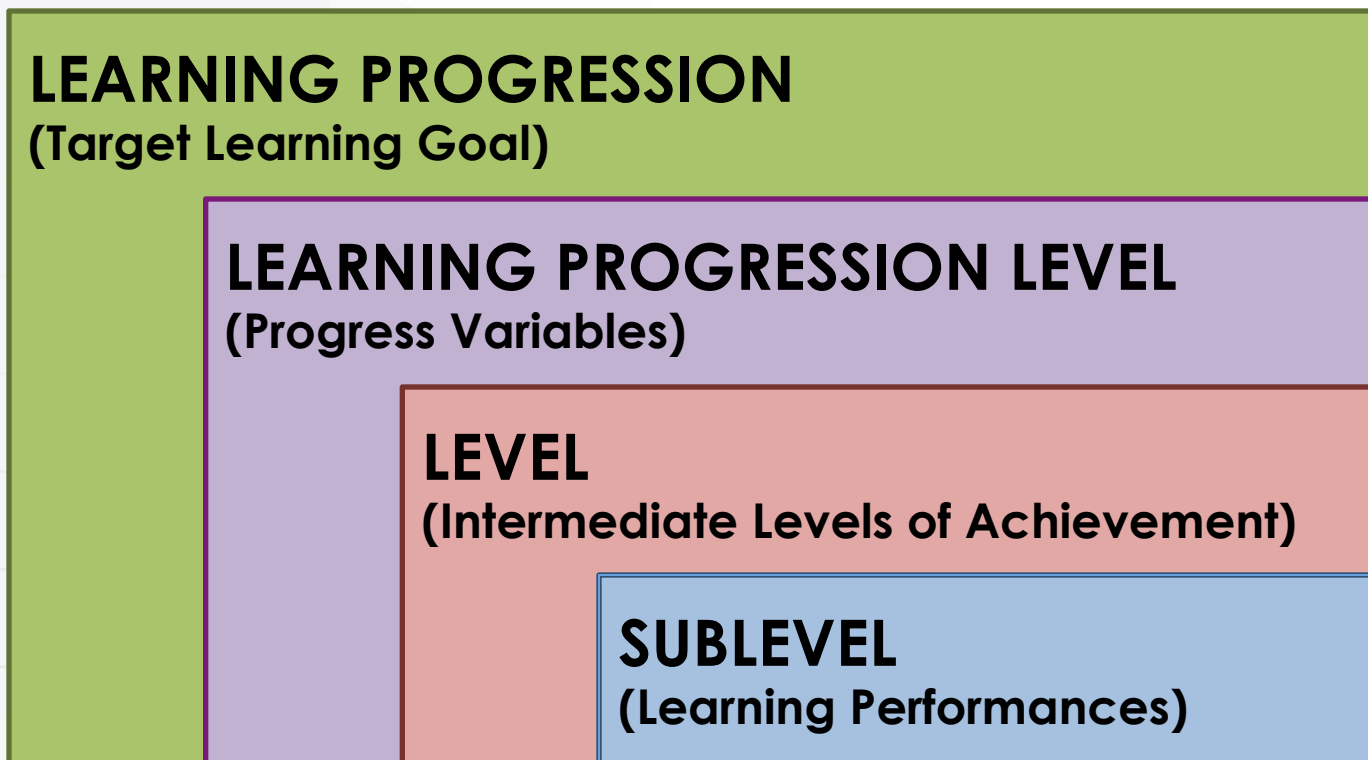 LEARNING PROGRESSION
(Target Learning Goal)
LEARNING PROGRESSION LEVEL
(Progress Variables)
LEVEL
(Intermediate Levels of Achievement)
SUBLEVEL
(Learning Performances)